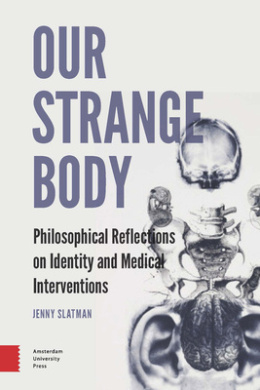 OUR
STRANGE
BODY
Philosophical Reflections
on Identity and Medical
Interventions
JENNY SLATMAN
Amsterdam
University
Press